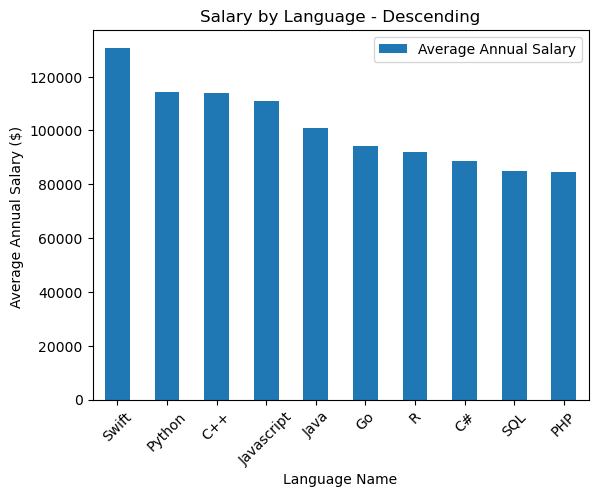 Salary by Language - Descending
Average Annual Salary
Average Annual Salary ($)
120000
100000
80000
60000
40000
20000
0
Swift
Python
C++
Javascript
Java
Go
R
C#
SQL
PHP
Language Name